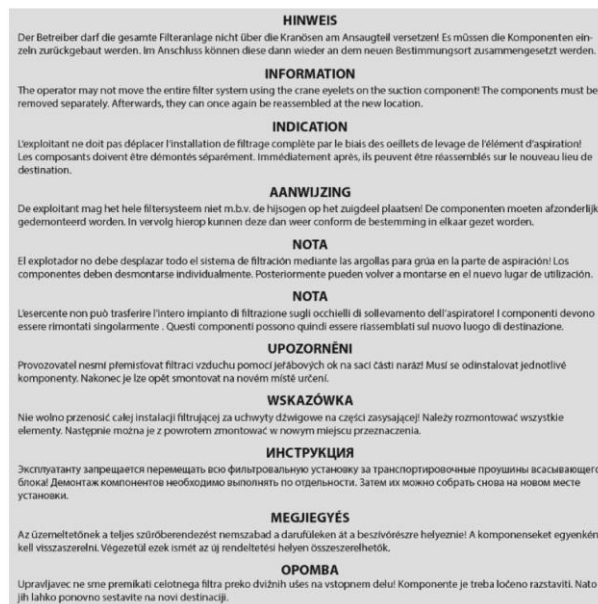 HINWEIS
Der Betreiber darf die gesamte Filteranlage nicht über die Kranösen am Ansaugteil versetzen! Es müssen die Komponenten ein-
zeln zurückgebaut werden. Im Anschluss können diese dann wieder an dem neuen Bestimmungsort zusammengesetzt werden.
INFORMATION
The operator may not move the entire filter system using the crane eyelets on the suction component! The components must be
removed separately. Afterwards, they can once again be reassembled at the new location.
INDICATION
L'exploitant ne doit pas déplacer l'installation de filtrage complète par le biais des oeillets de levage de l'élément d'aspiration!
Les composants doivent être démontés séparément. Immédiatement après, ils peuvent être réassemblés sur le nouveau lieu de
destination.
AANWIJZING
De exploitant mag het hele filtersysteem niet m.b.v. de hijsogen op het zuigdeel plaatsen! De componenten moeten afzonderlijk
gedemonteerd worden. In vervolg hierop kunnen deze dan weer conform de bestemming in elkaar gezet worden.
NOTA
El explotador no debe desplazar todo el sistema de filtración mediante las argollas para grúa en la parte de aspiración! Los
componentes deben desmontarse individualmente. Posteriormente pueden volver a montarse en el nuevo lugar de utilización.
NOTA
L'esercente non può trasferire l'intero impianto di filtrazione sugli occhielli di sollevamento dell'aspiratore! I componenti devono
essere rimontati singolarmente . Questi componenti possono quindi essere riassemblati sul nuovo luogo di destinazione.
UPOZORNĚNI
Provozovatel nesmí přemisťovat filtraci vzduchu pomocí jeřábových ok na sací části naráz! Musí se odinstalovat jednotlivé
komponenty. Nakonec je lze opět smontovat na novém místě určení.
WSKAZÓWKA
Nie wolno przenosić całej instalacji filtrującej za uchwyty dźwigowe na części zasysającej! Należy rozmontować wszystkie
elementy. Następnie można je z powrotem zmontować w nowym miejscu przeznaczenia.
ИНСТРУКЦИЯ
Эксплуатанту запрещается перемещать всю фильтровальную установку за транспортировочные проушины всасывающего
блока! Демонтаж компонентов необходимо выполнять по отдельности. Затем их можно собрать снова на новом месте
установки.
MEGJIEGYÉS
Az üzemeltetőnek a teljes szűrőberendezést nemszabad a darufüleken át a beszívórészre helyeznie! A komponenseket egyenkén
kell visszaszerelni. Végezetül ezek ismét az új rendeltetési helyen összeszerelhetők.
OPOMBA
Upravljavec ne sme premikati celotnega filtra preko dvižnih ušes na vstopnem delu! Komponente je treba ločeno razstaviti. Nato
jih lahko ponovno sestavite na novi destinaciji.